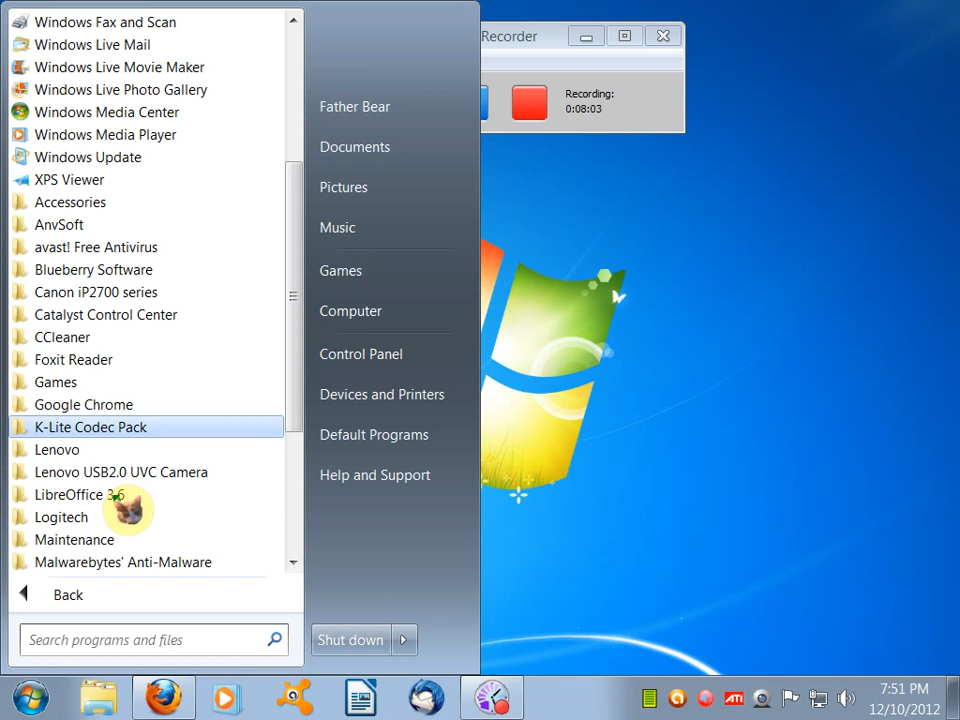 Windows Fax and Scan
Windows Live Mail
Windows Live Movie Maker
Windows Live Photo Gallery
Windows Media Center
Windows Media Player
Windows Update
XPS Viewer
Accessories
AnvSoft
avast! Free Antivirus
Blueberry Software
Canon iP2700 series
Catalyst Control Center
CCleaner
Foxit Reader
Games
Google Chrome
K-Lite Codec Pack
Lenovo
Lenovo USB2.0 UVC Camera
LibreOffice 3.6
Logitech
Maintenance
Malwarebytes' Anti-Malware
Back
Search programs and files
Father Bear
Documents
Pictures
Music
Games
Computer
Control Panel
Devices and Printers
Default Programs
Help and Support
Shut down
Recorder
Recording:
0:08:03
ATI
7:51 PM
12/10/2012